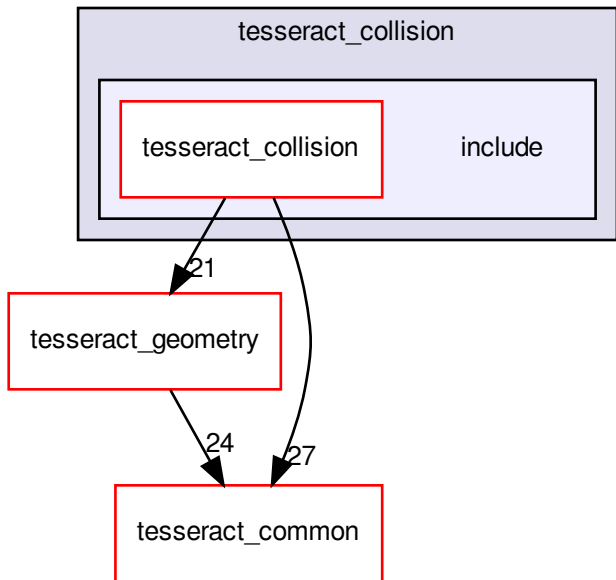 tesseract_collision
tesseract_collision
include
21
tesseract_geometry
24
27
tesseract_common